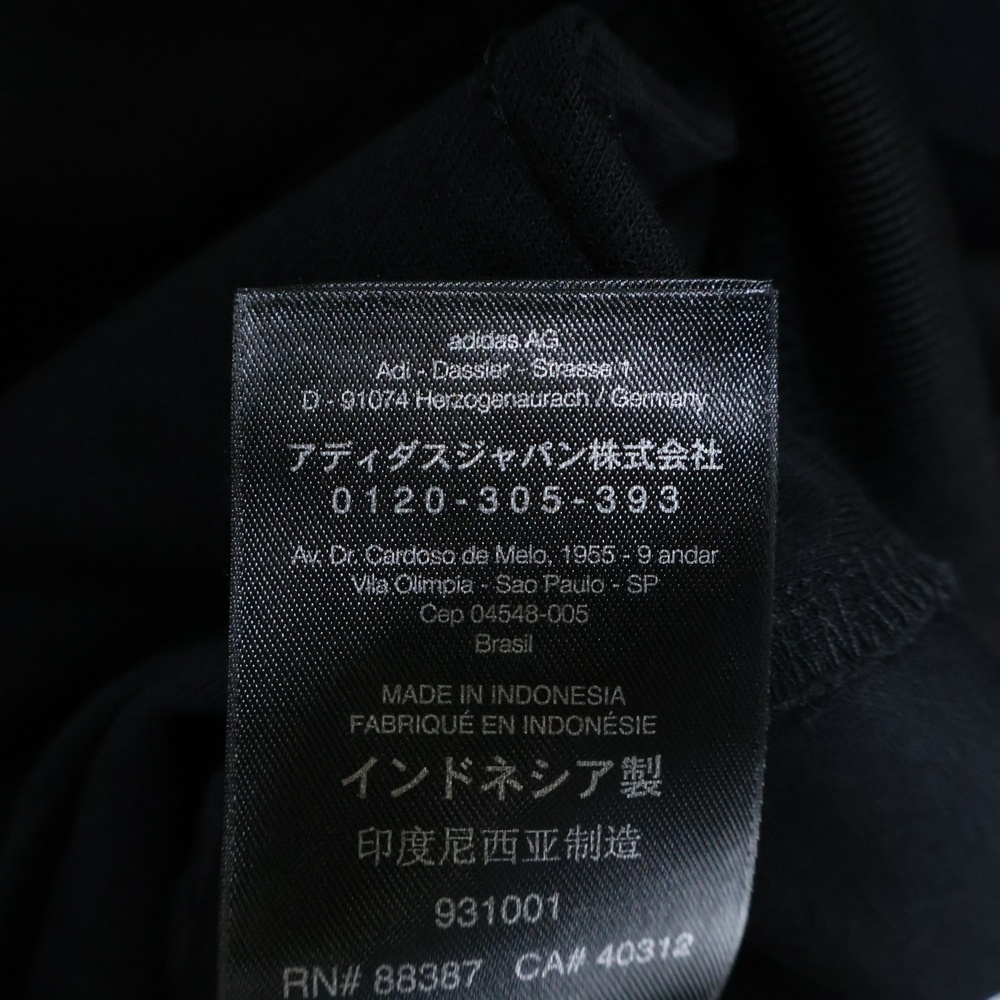 adidas AG
Adi - Dassler - Strasse 1
D - 91074 Herzogenaurach / Germany
アディダスジャパン株式会社
0120-305-393
Av. Dr. Cardoso de Melo, 1955 - 9 andar
Vila Olimpia - Sao Paulo - SP
Cep 04548-005
Brasil
MADE IN INDONESIA
FABRIQUÉ EN INDONÉSIE
インドネシア製
印度尼西亚制造
931001
RN# 88387 CA# 40312